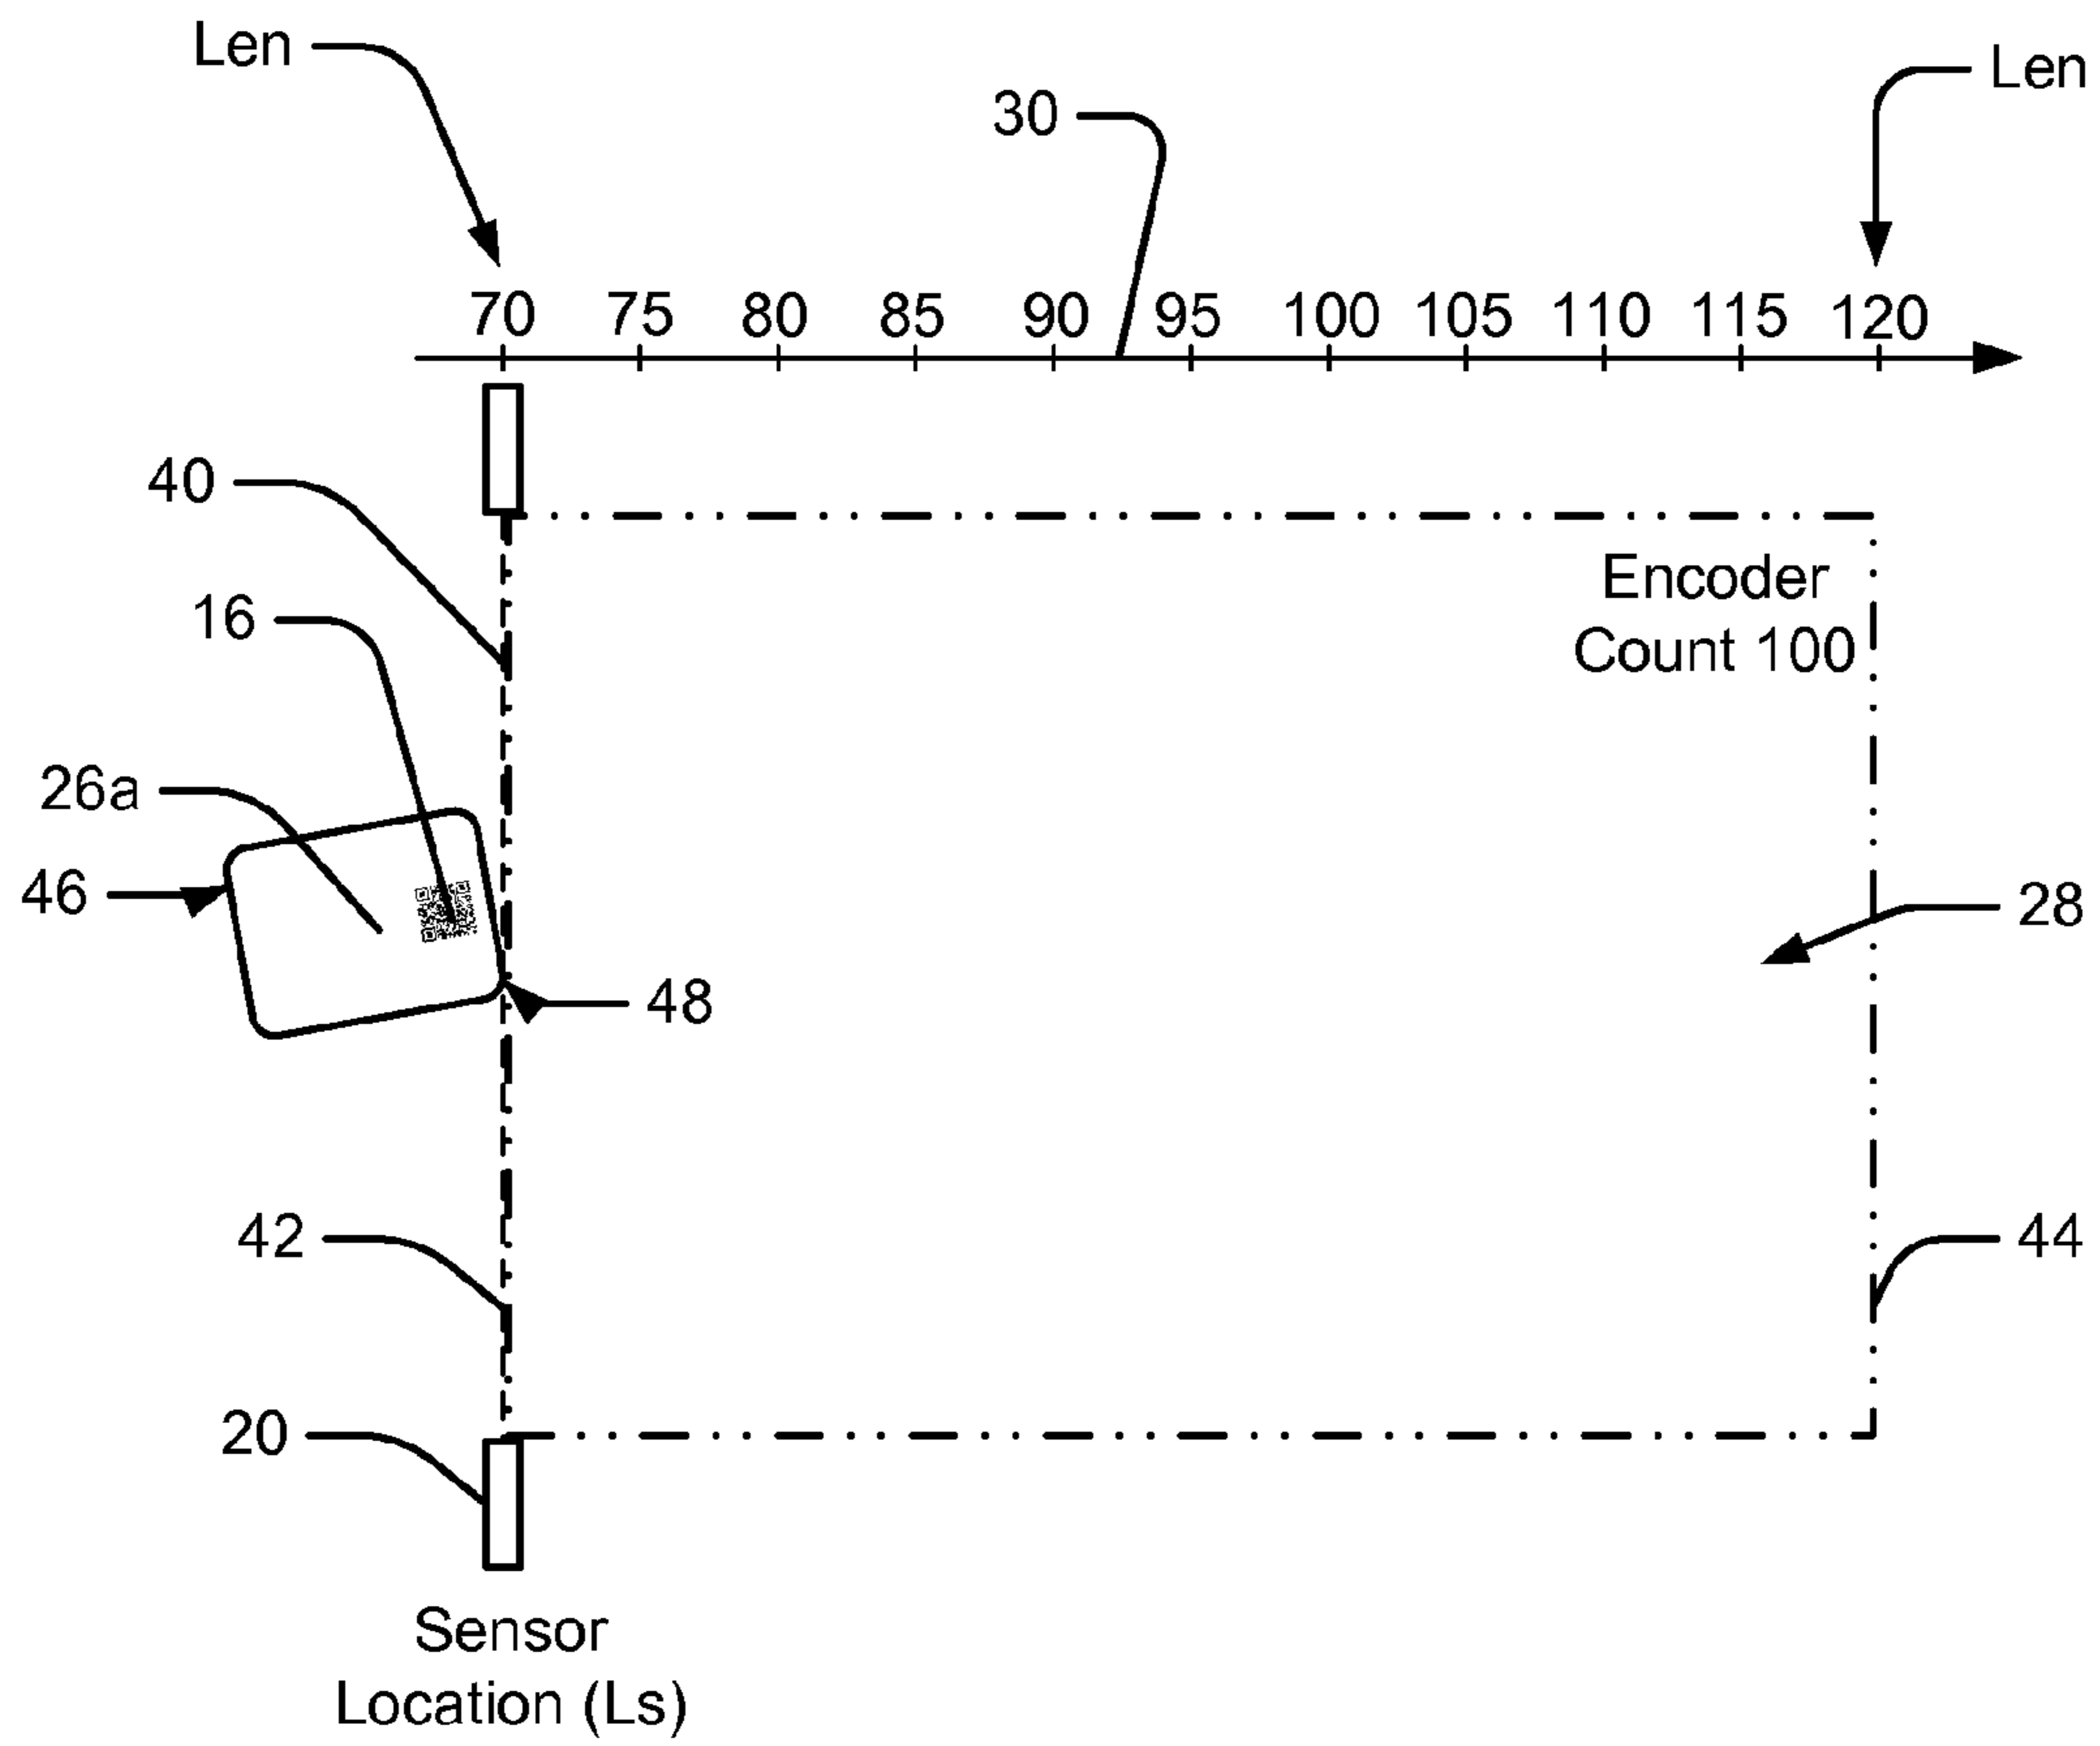 Len
Len
30
70 75 80 85 90 95 100 105 110 115 120
40
Encoder
Count 100
16
26a
46
28
48
42
44
20
Sensor
Location (Ls)